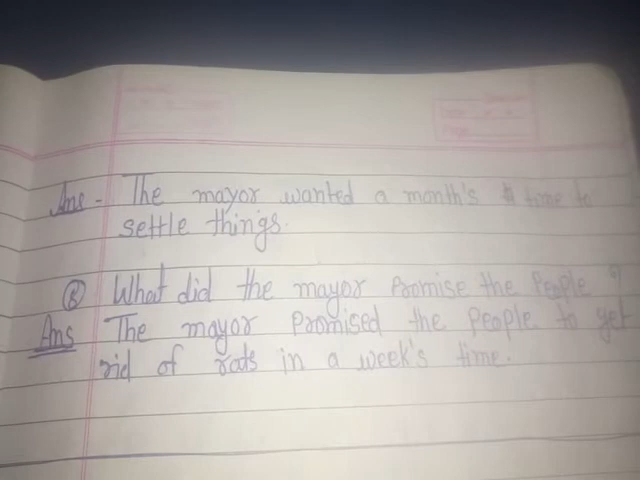 Ans - The mayor wanted a month's time to
settle things.
(B) What did the mayor Promise the People ?
Ans The mayor Promised the People to get
rid of rats in a week's time.